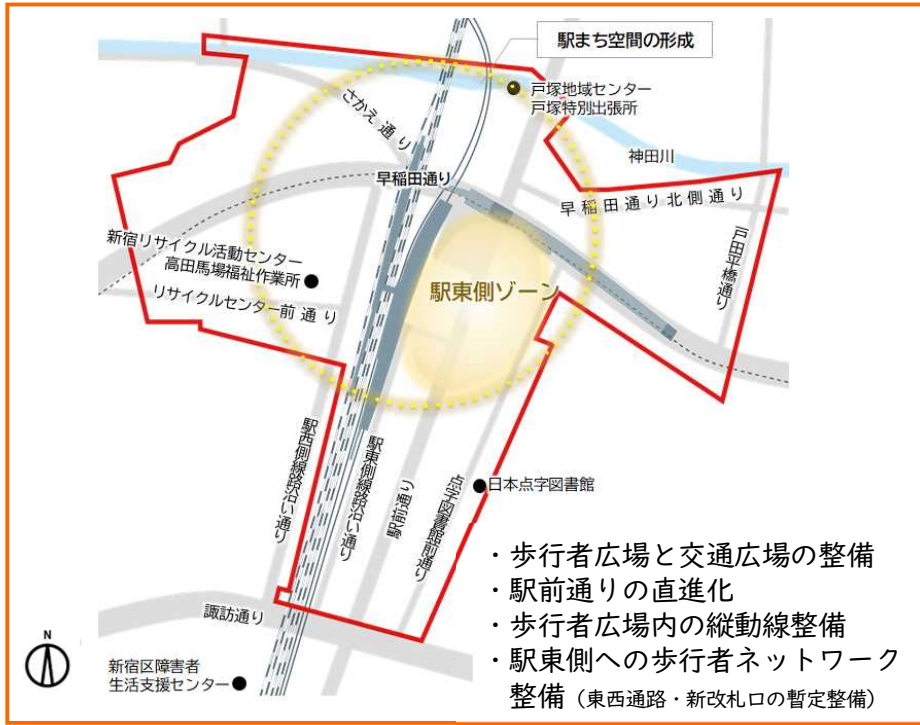 駅まち空間の形成
戸塚地域センター
戸塚特別出張所
さかえ通り
神田川
早稲田通り
早稲田通り北側通り
戸田平橋通り
新宿リサイクル活動センター
高田馬場福祉作業所
リサイクルセンター前通り
駅東側ゾーン
駅西側線路沿い通り
駅東側線路沿い通り
駅前通り
点字図書館前通り
日本点字図書館
諏訪通り
N
新宿区障害者
生活支援センター
・歩行者広場と交通広場の整備
・駅前通りの直進化
・歩行者広場内の縦動線整備
・駅東側への歩行者ネットワーク
整備（東西通路・新改札口の暫定整備）